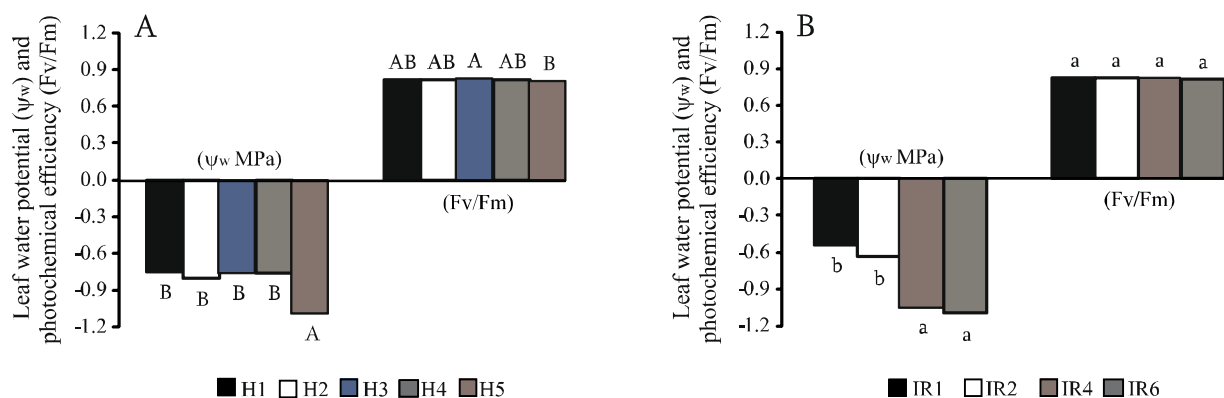 A
Leaf water potential (ψw) and
photochemical efficiency (Fv/Fm)
1.2
0.9
0.6
0.3
0.0
-0.3
-0.6
-0.9
-1.2
AB AB A AB B
(ψw MPa)
(Fv/Fm)
B B B B A
H1 H2 H3 H4 H5
B
Leaf water potential (ψw) and
photochemical efficiency (Fv/Fm)
1.2
0.9
0.6
0.3
0.0
-0.3
-0.6
-0.9
-1.2
a a a a
(ψw MPa)
(Fv/Fm)
b b a a
IR1 IR2 IR4 IR6